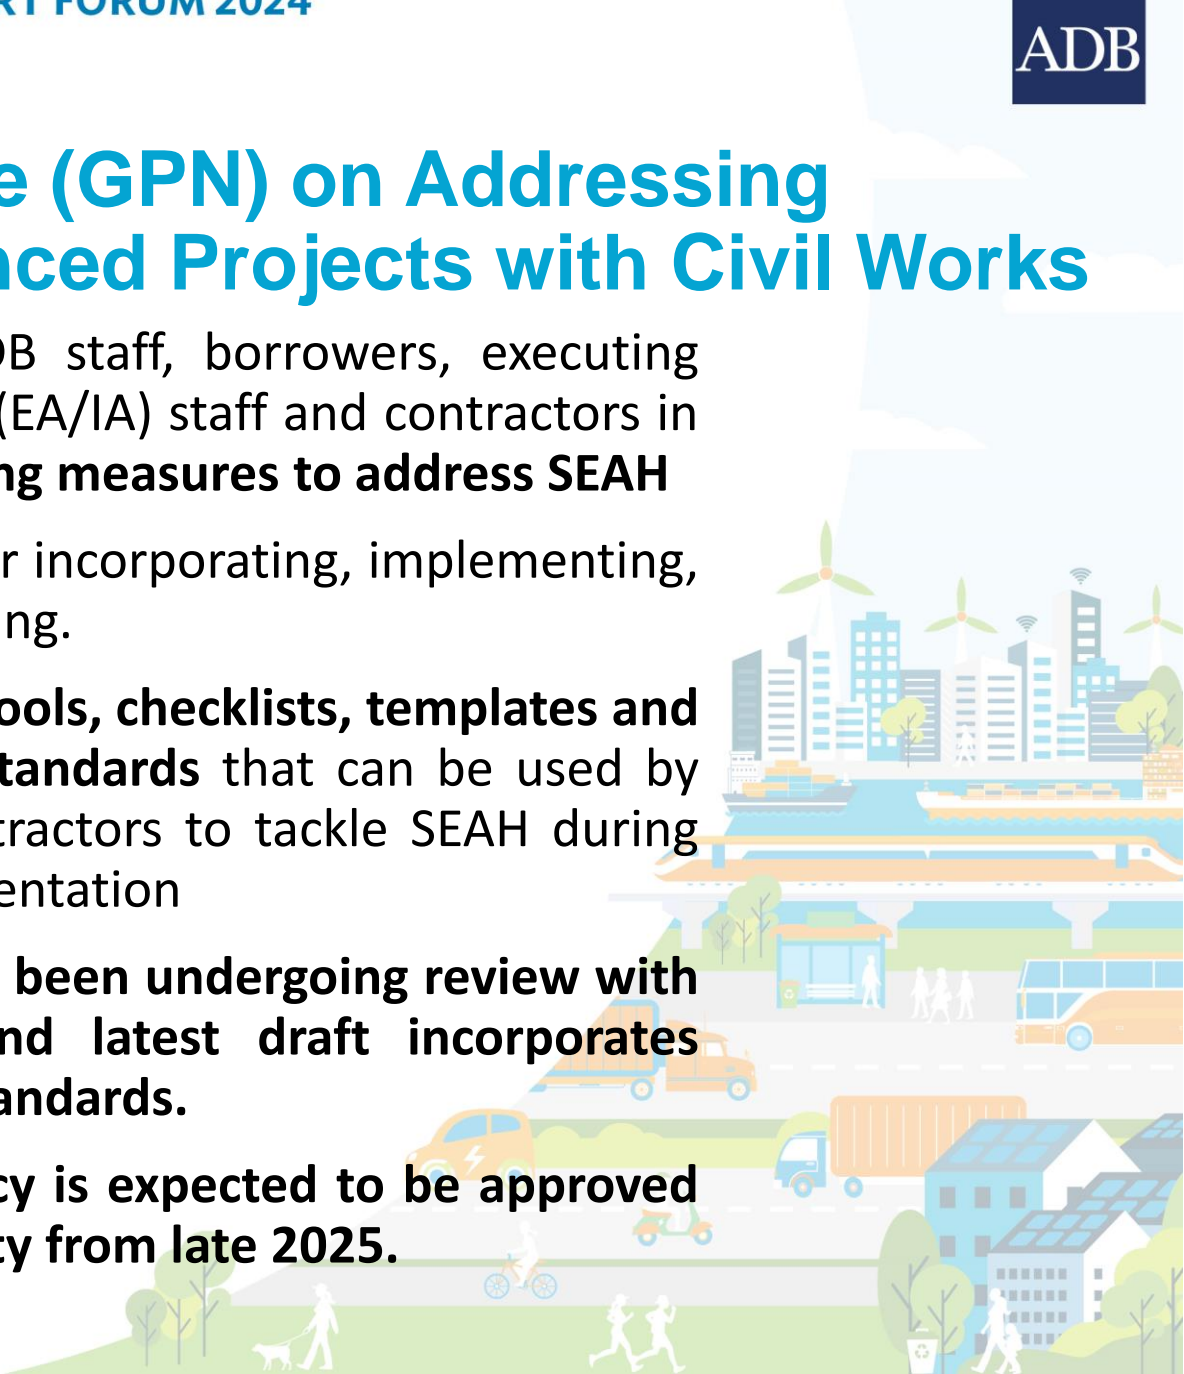 RT FORUM 2024
ADB
e (GPN) on Addressing
nced Projects with Civil Works
DB staff, borrowers, executing
(EA/IA) staff and contractors in
ng measures to address SEAH
r incorporating, implementing,
ing.
ools, checklists, templates and
tandards that can be used by
tractors to tackle SEAH during
entation
been undergoing review with
nd latest draft incorporates
andards.
cy is expected to be approved
ty from late 2025.